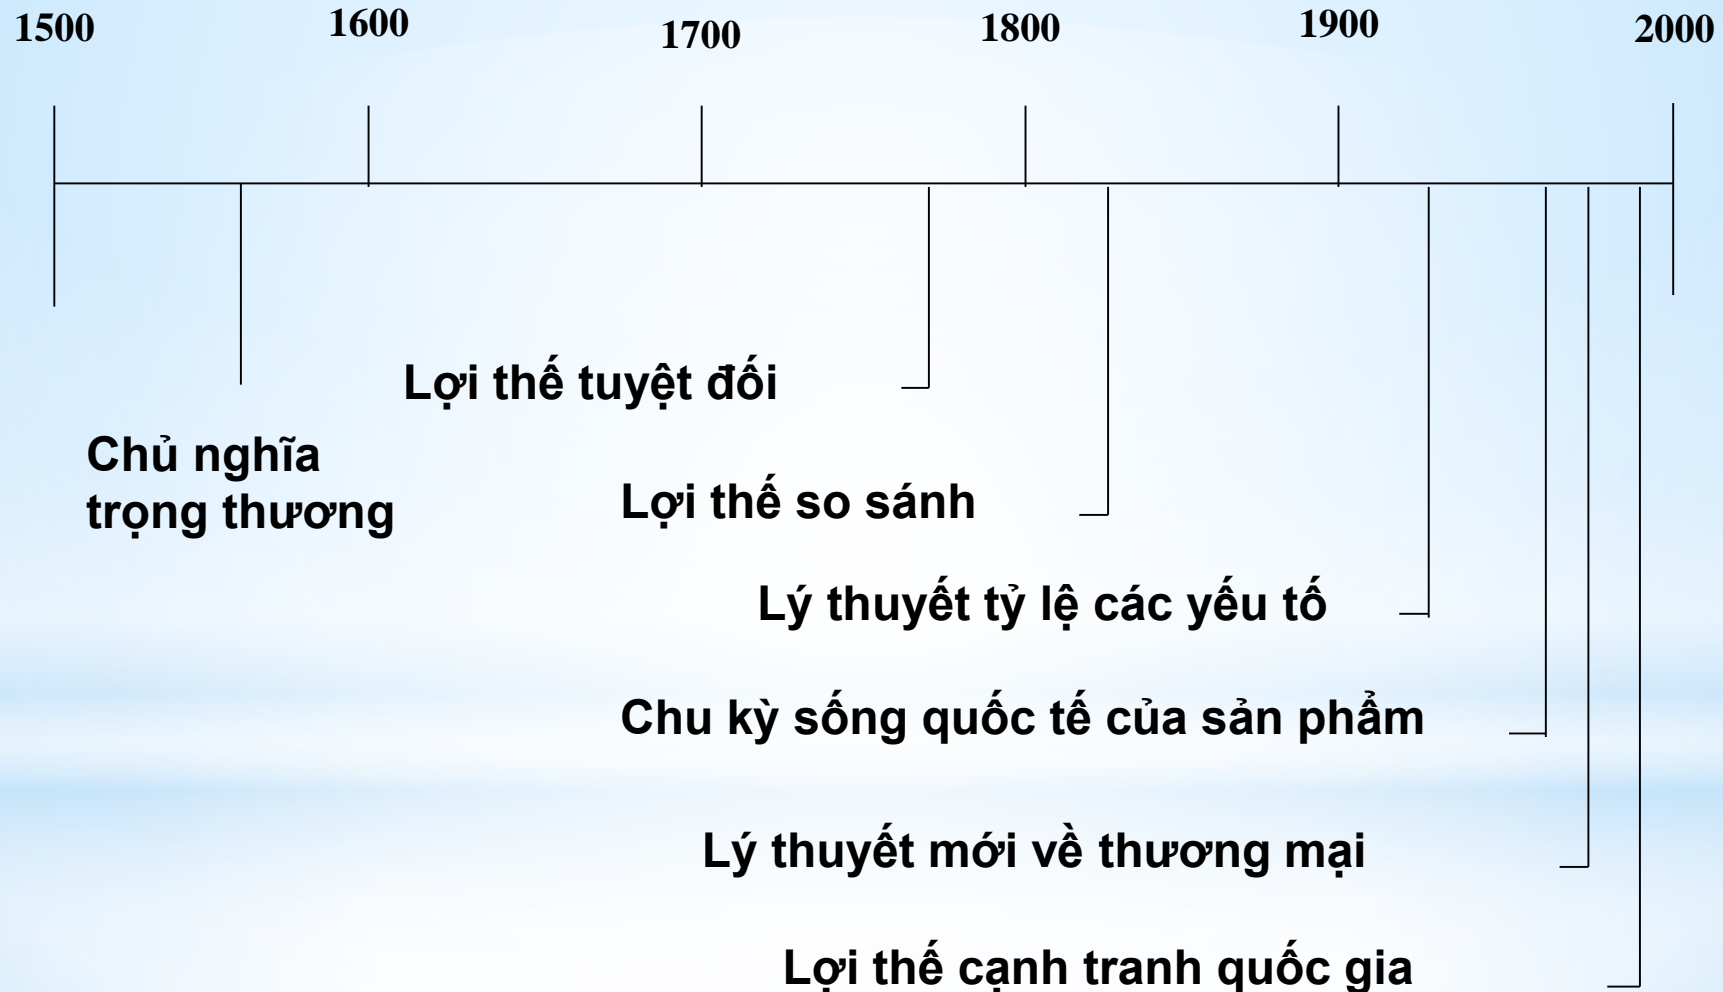 1500
1600
1700
1800
1900
2000
Lợi thế tuyệt đối
Chủ nghĩa
trọng thương
Lợi thế so sánh
Lý thuyết tỷ lệ các yếu tố
Chu kỳ sống quốc tế của sản phẩm
Lý thuyết mới về thương mại
Lợi thế cạnh tranh quốc gia